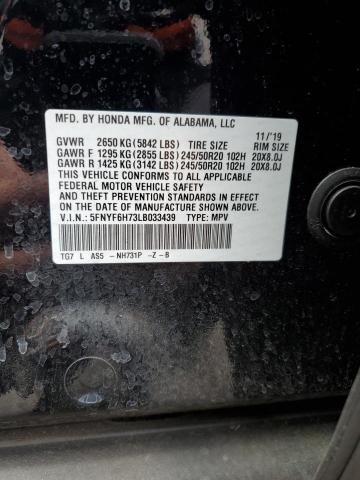 MFD. BY HONDA MFG. OF ALABAMA, LLC
11/'19
GVWR 2650 KG (5842 LBS) TIRE SIZE RIM SIZE
GAWR F 1295 KG (2855 LBS) 245/50R20 102H 20X8.0J
GAWR R 1425 KG (3142 LBS) 245/50R20 102H 20X8.0J
THIS VEHICLE CONFORMS TO ALL APPLICABLE
FEDERAL MOTOR VEHICLE SAFETY, BUMPER,
AND THEFT PREVENTION STANDARDS IN EFFECT
ON THE DATE OF MANUFACTURE SHOWN ABOVE.
V.I.N.: 5FNYF6H73LB033439 TYPE: MPV
TG7 L AS5 -NH731P -Z-B